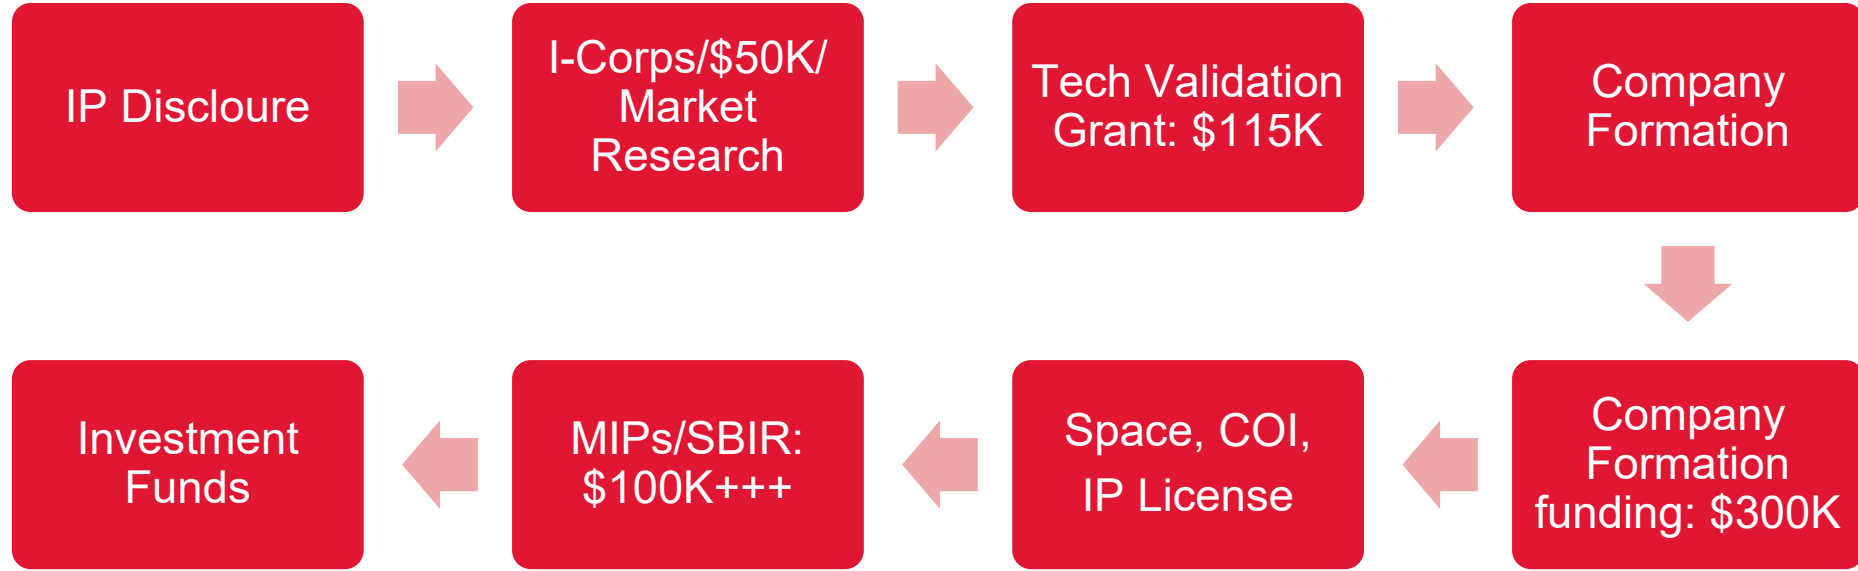 IP Discloure
I-Corps/$50K/
Market
Research
Tech Validation
Grant: $115K
Company
Formation
Company
Formation
funding: $300K
Space, COI,
IP License
MIPs/SBIR:
$100K+++
Investment
Funds